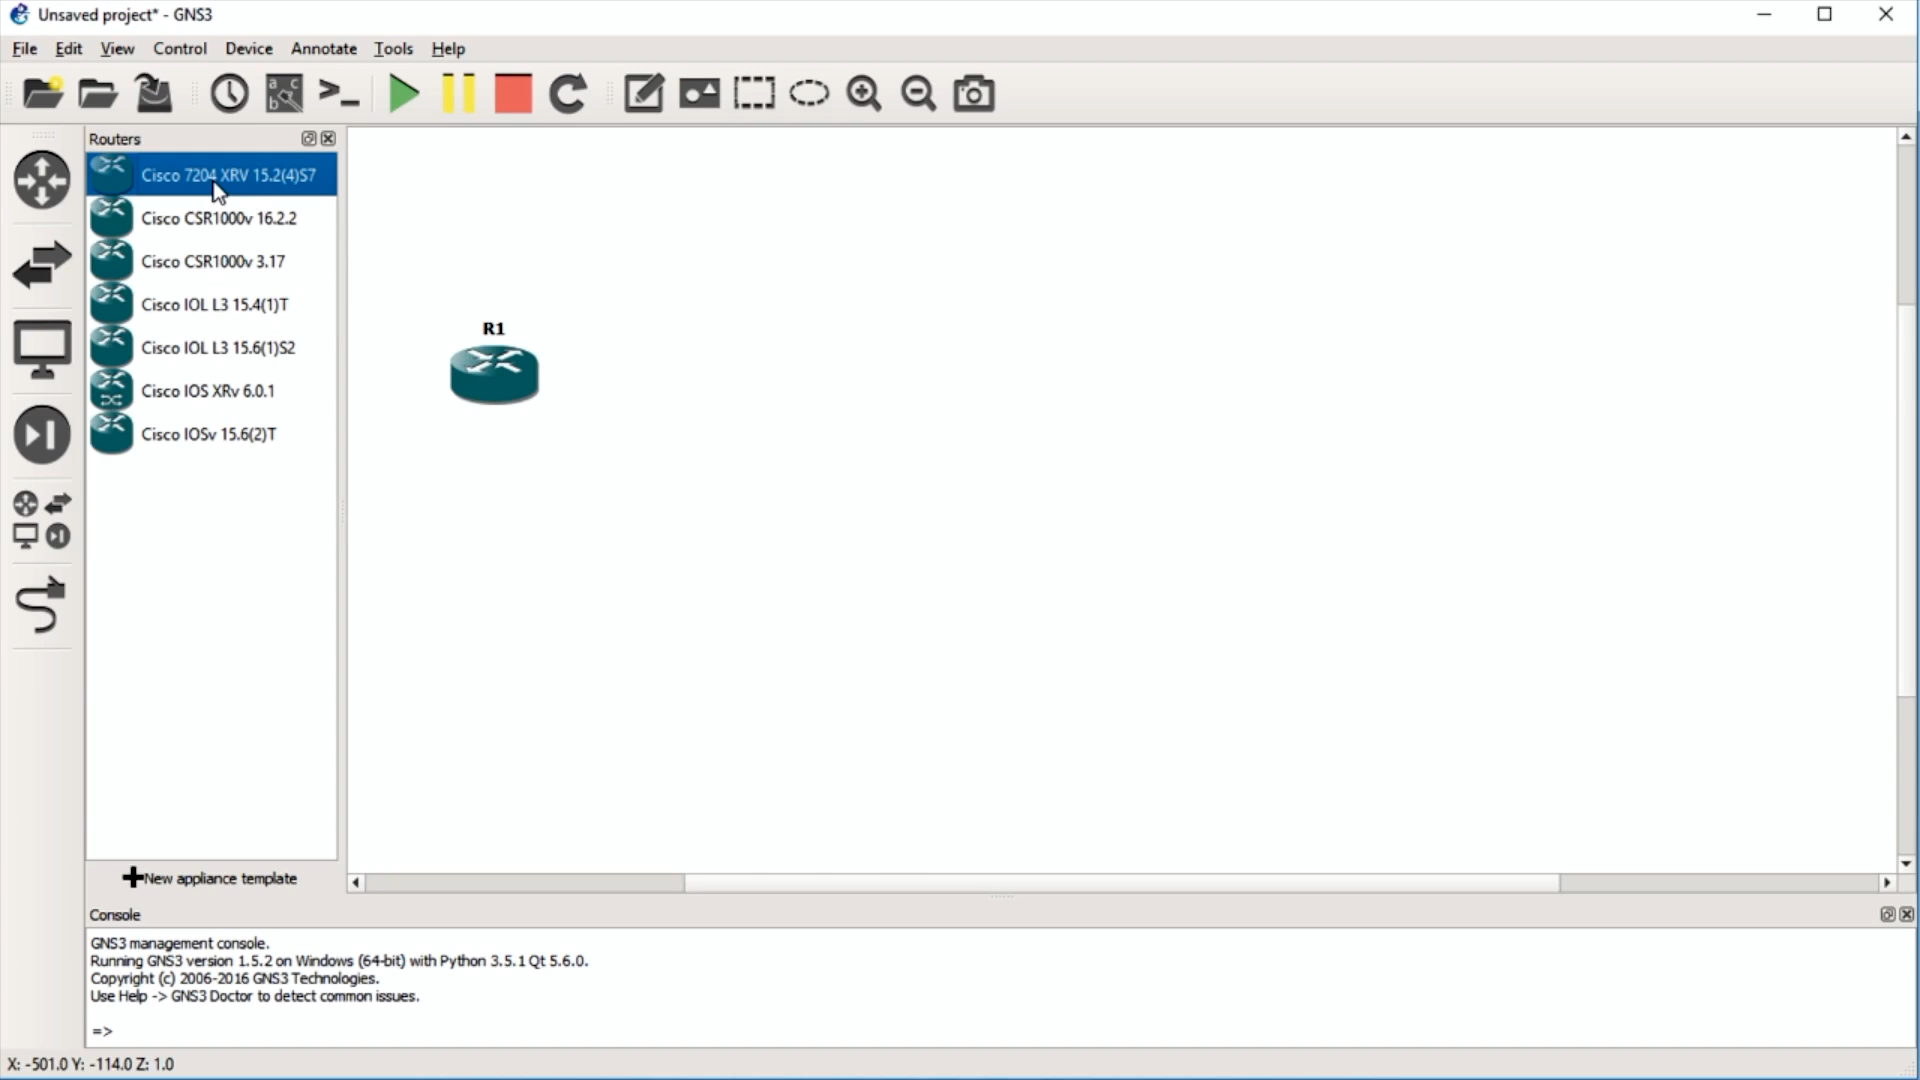 Unsaved project* - GNS3
File Edit View Control Device Annotate Tools Help
Routers
Cisco 7204 XRV 15.2(4)S7
Cisco CSR1000v 16.2.2
Cisco CSR1000v 3.17
Cisco IOL L3 15.4(1)T
Cisco IOL L3 15.6(1)S2
Cisco IOS XRv 6.0.1
Cisco IOSv 15.6(2)T
R1
New appliance template
Console
GNS3 management console.
Running GNS3 version 1.5.2 on Windows (64-bit) with Python 3.5.1 Qt 5.6.0.
Copyright (c) 2006-2016 GNS3 Technologies.
Use Help -> GNS3 Doctor to detect common issues.
=>
X: -501.0 Y: -114.0 Z: 1.0